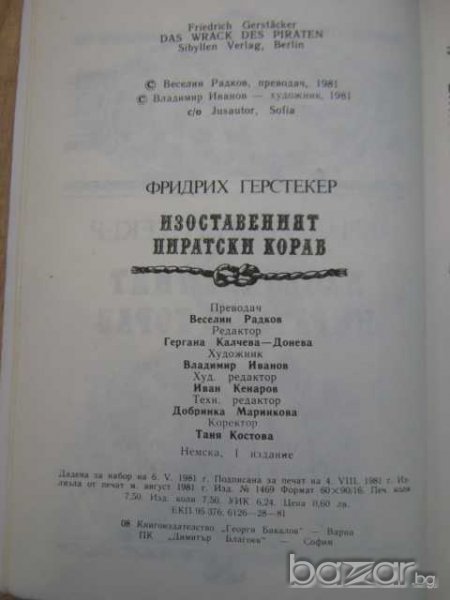 Friedrich Gerstäcker
DAS WRACK DES PIRATEN
Sibyllen Verlag, Berlin
© Веселин Радков, преводач, 1981
© Владимир Иванов — художник, 1981
c/o Jusautor, Sofia
ФРИДРИХ ГЕРСТЕКЕР
ИЗОСТАВЕНИЯТ
ПИРАТСКИ КОРАБ
Преводач
Веселин Радков
Редактор
Гергана Калчева—Донева
Художник
Владимир Иванов
Худ. редактор
Иван Кенаров
Техн. редактор
Добринка Маринкова
Коректор
Таня Костова
Немска, I издание
Дадена за набор на 6. V. 1981 г. Подписана за печат на 4. VIII. 1981 г. Из-
лязла от печат м. август 1981 г. Изд. № 1469 Формат 60×90/16 Печ. коли
7,50. Изд. коли 7,50. УИК 6,24. Цена 0,60 лв.
ЕКП 95 376, 6126—28—81
08 Книгоиздателство „Георги Бакалов" — Варна
ПК „Димитър Благоев" — София
bazar.bg